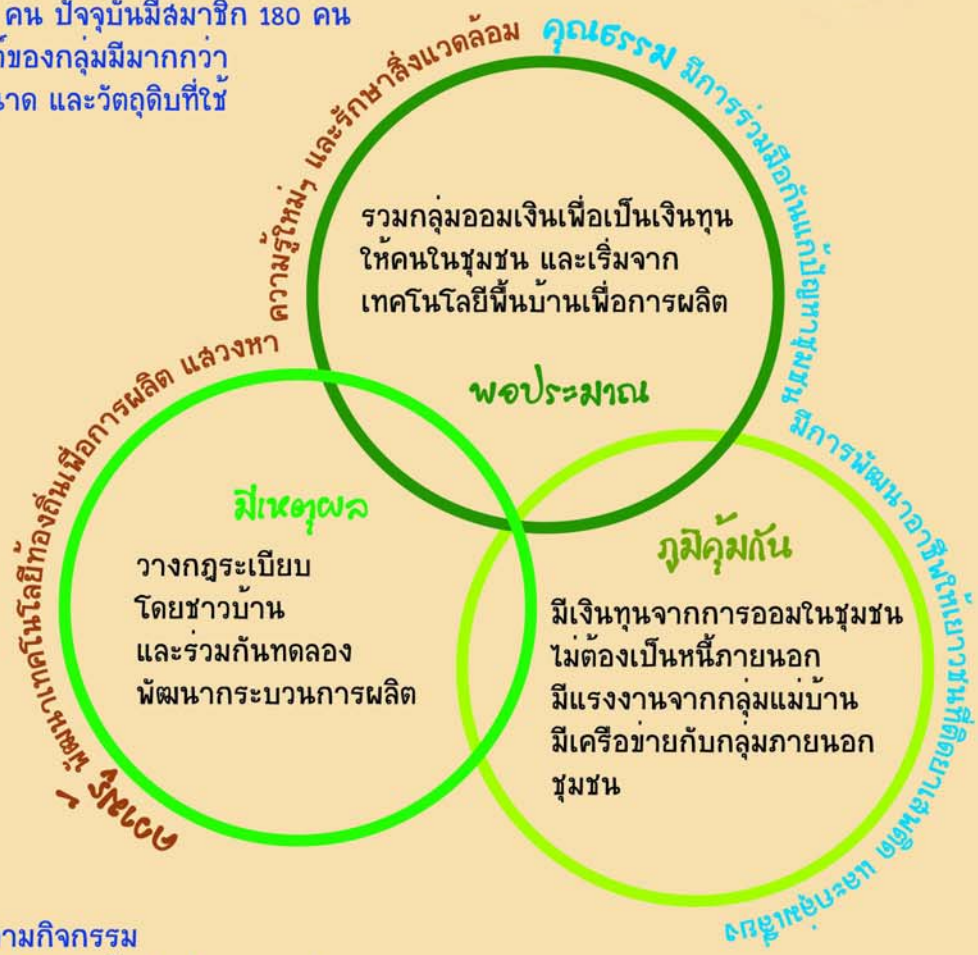 คน ปัจจุบันมีสมาชิก 180 คน
ของกลุ่มมีมากกว่า
และวัตถุดิบที่ใช้
ความรู้ พัฒนาเทคโนโลยีท้องถิ่นเพื่อการผลิต แสวงหา ความรู้ใหม่ๆ และรักษาสิ่งแวดล้อม
คุณธรรม มีการร่วมมือกันแก้ปัญหาชุมชน มีการพัฒนาอาชีพให้เยาวชนที่ติดยาเสพติด และกลุ่มเสี่ยง
รวมกลุ่มออมเงินเพื่อเป็นเงินทุน
ให้คนในชุมชน และเริ่มจาก
เทคโนโลยีพื้นบ้านเพื่อการผลิต
พอประมาณ
มีเหตุผล
วางกฎระเบียบ
โดยชาวบ้าน
และร่วมกันทดลอง
พัฒนากระบวนการผลิต
ภูมิคุ้มกัน
มีเงินทุนจากการออมในชุมชน
ไม่ต้องเป็นหนี้ภายนอก
มีแรงงานจากกลุ่มแม่บ้าน
มีเครือข่ายกับกลุ่มภายนอก
ชุมชน
ามกิจกรรม